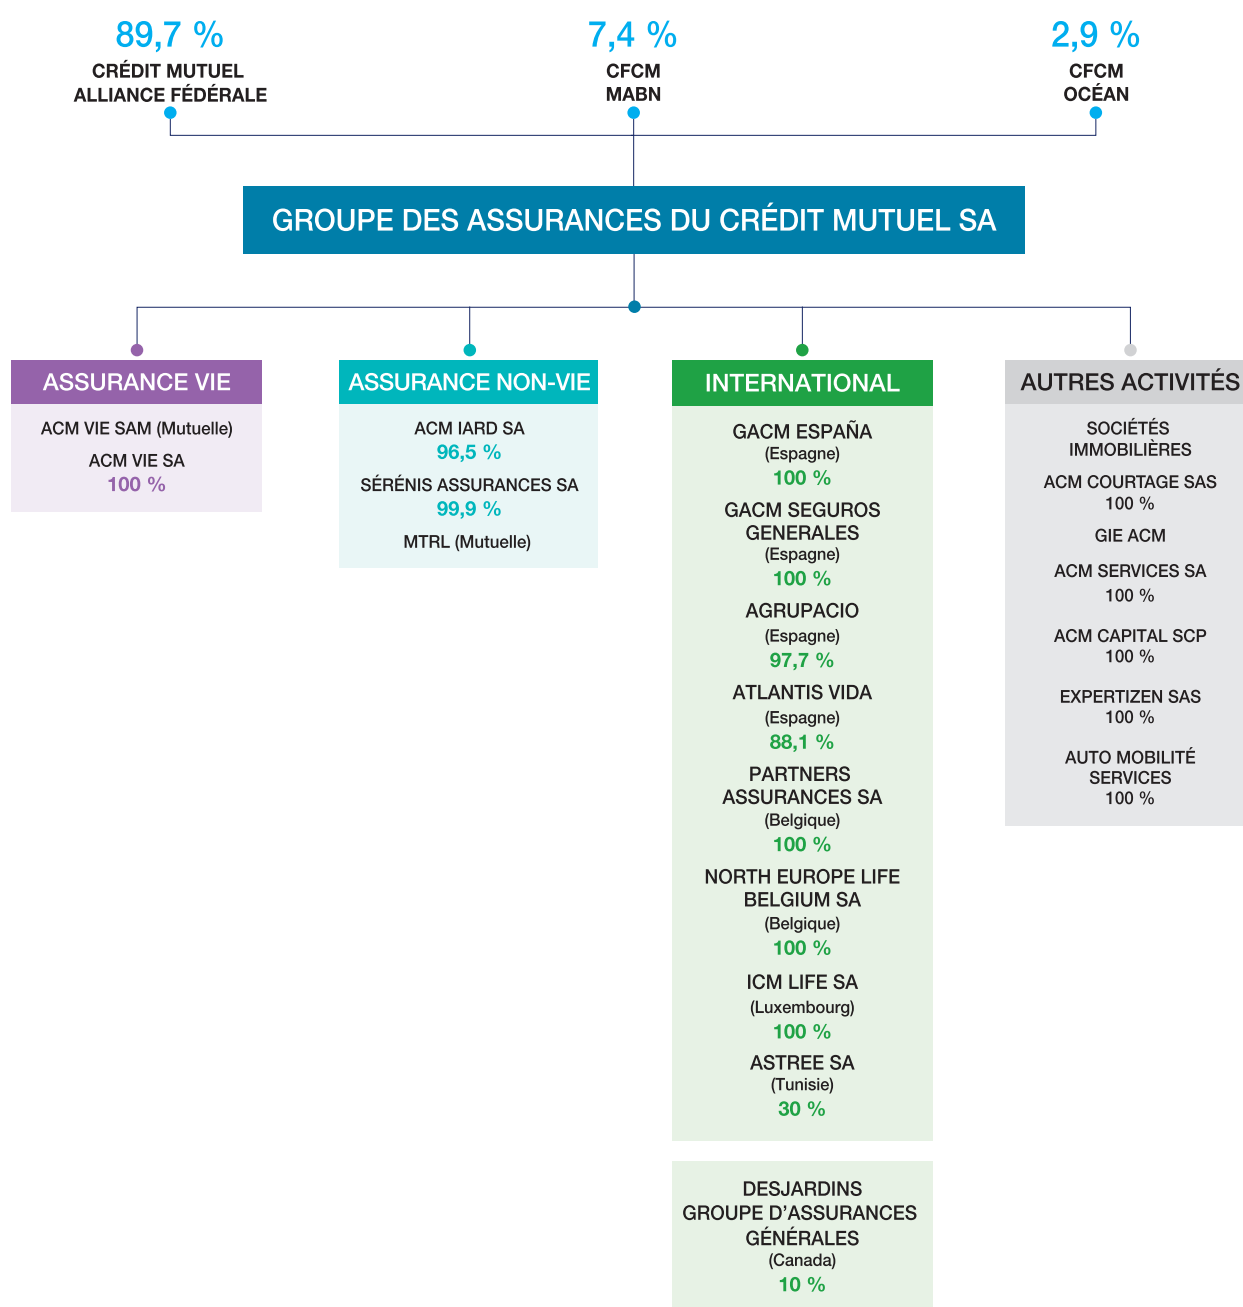 89,7 %
CRÉDIT MUTUEL
ALLIANCE FÉDÉRALE
7,4 %
CFCM
MABN
2,9 %
CFCM
OCÉAN
GROUPE DES ASSURANCES DU CRÉDIT MUTUEL SA
ASSURANCE VIE
ACM VIE SAM (Mutuelle)
ACM VIE SA
100 %
ASSURANCE NON-VIE
ACM IARD SA
96,5 %
SÉRÉNIS ASSURANCES SA
99,9 %
MTRL (Mutuelle)
INTERNATIONAL
GACM ESPAÑA
(Espagne)
100 %
GACM SEGUROS
GENERALES
(Espagne)
100 %
AGRUPACIO
(Espagne)
97,7 %
ATLANTIS VIDA
(Espagne)
88,1 %
PARTNERS
ASSURANCES SA
(Belgique)
100 %
NORTH EUROPE LIFE
BELGIUM SA
(Belgique)
100 %
ICM LIFE SA
(Luxembourg)
100 %
ASTREE SA
(Tunisie)
30 %
DESJARDINS
GROUPE D'ASSURANCES
GÉNÉRALES
(Canada)
10 %
AUTRES ACTIVITÉS
SOCIÉTÉS
IMMOBILIÈRES
ACM COURTAGE SAS
100 %
GIE ACM
ACM SERVICES SA
100 %
ACM CAPITAL SCP
100 %
EXPERTIZEN SAS
100 %
AUTO MOBILITÉ
SERVICES
100 %